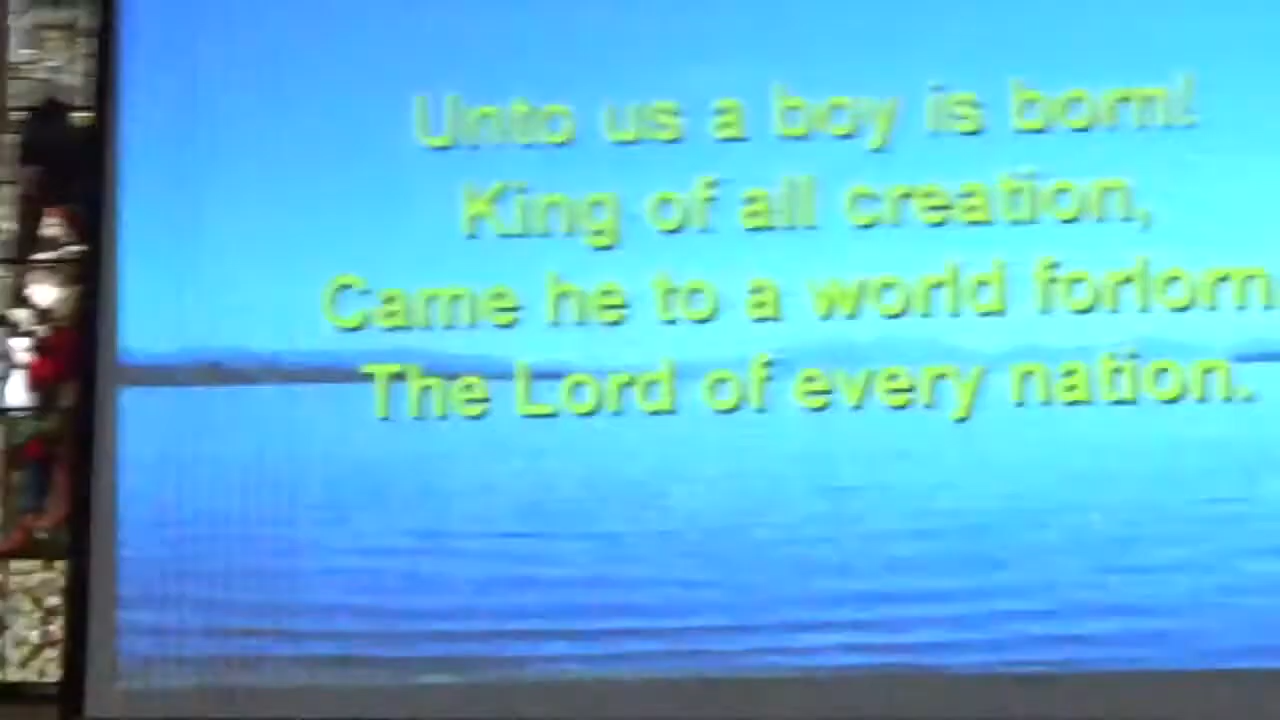 Unto us a boy is born!
King of all creation,
Came he to a world forlorn
The Lord of every nation.